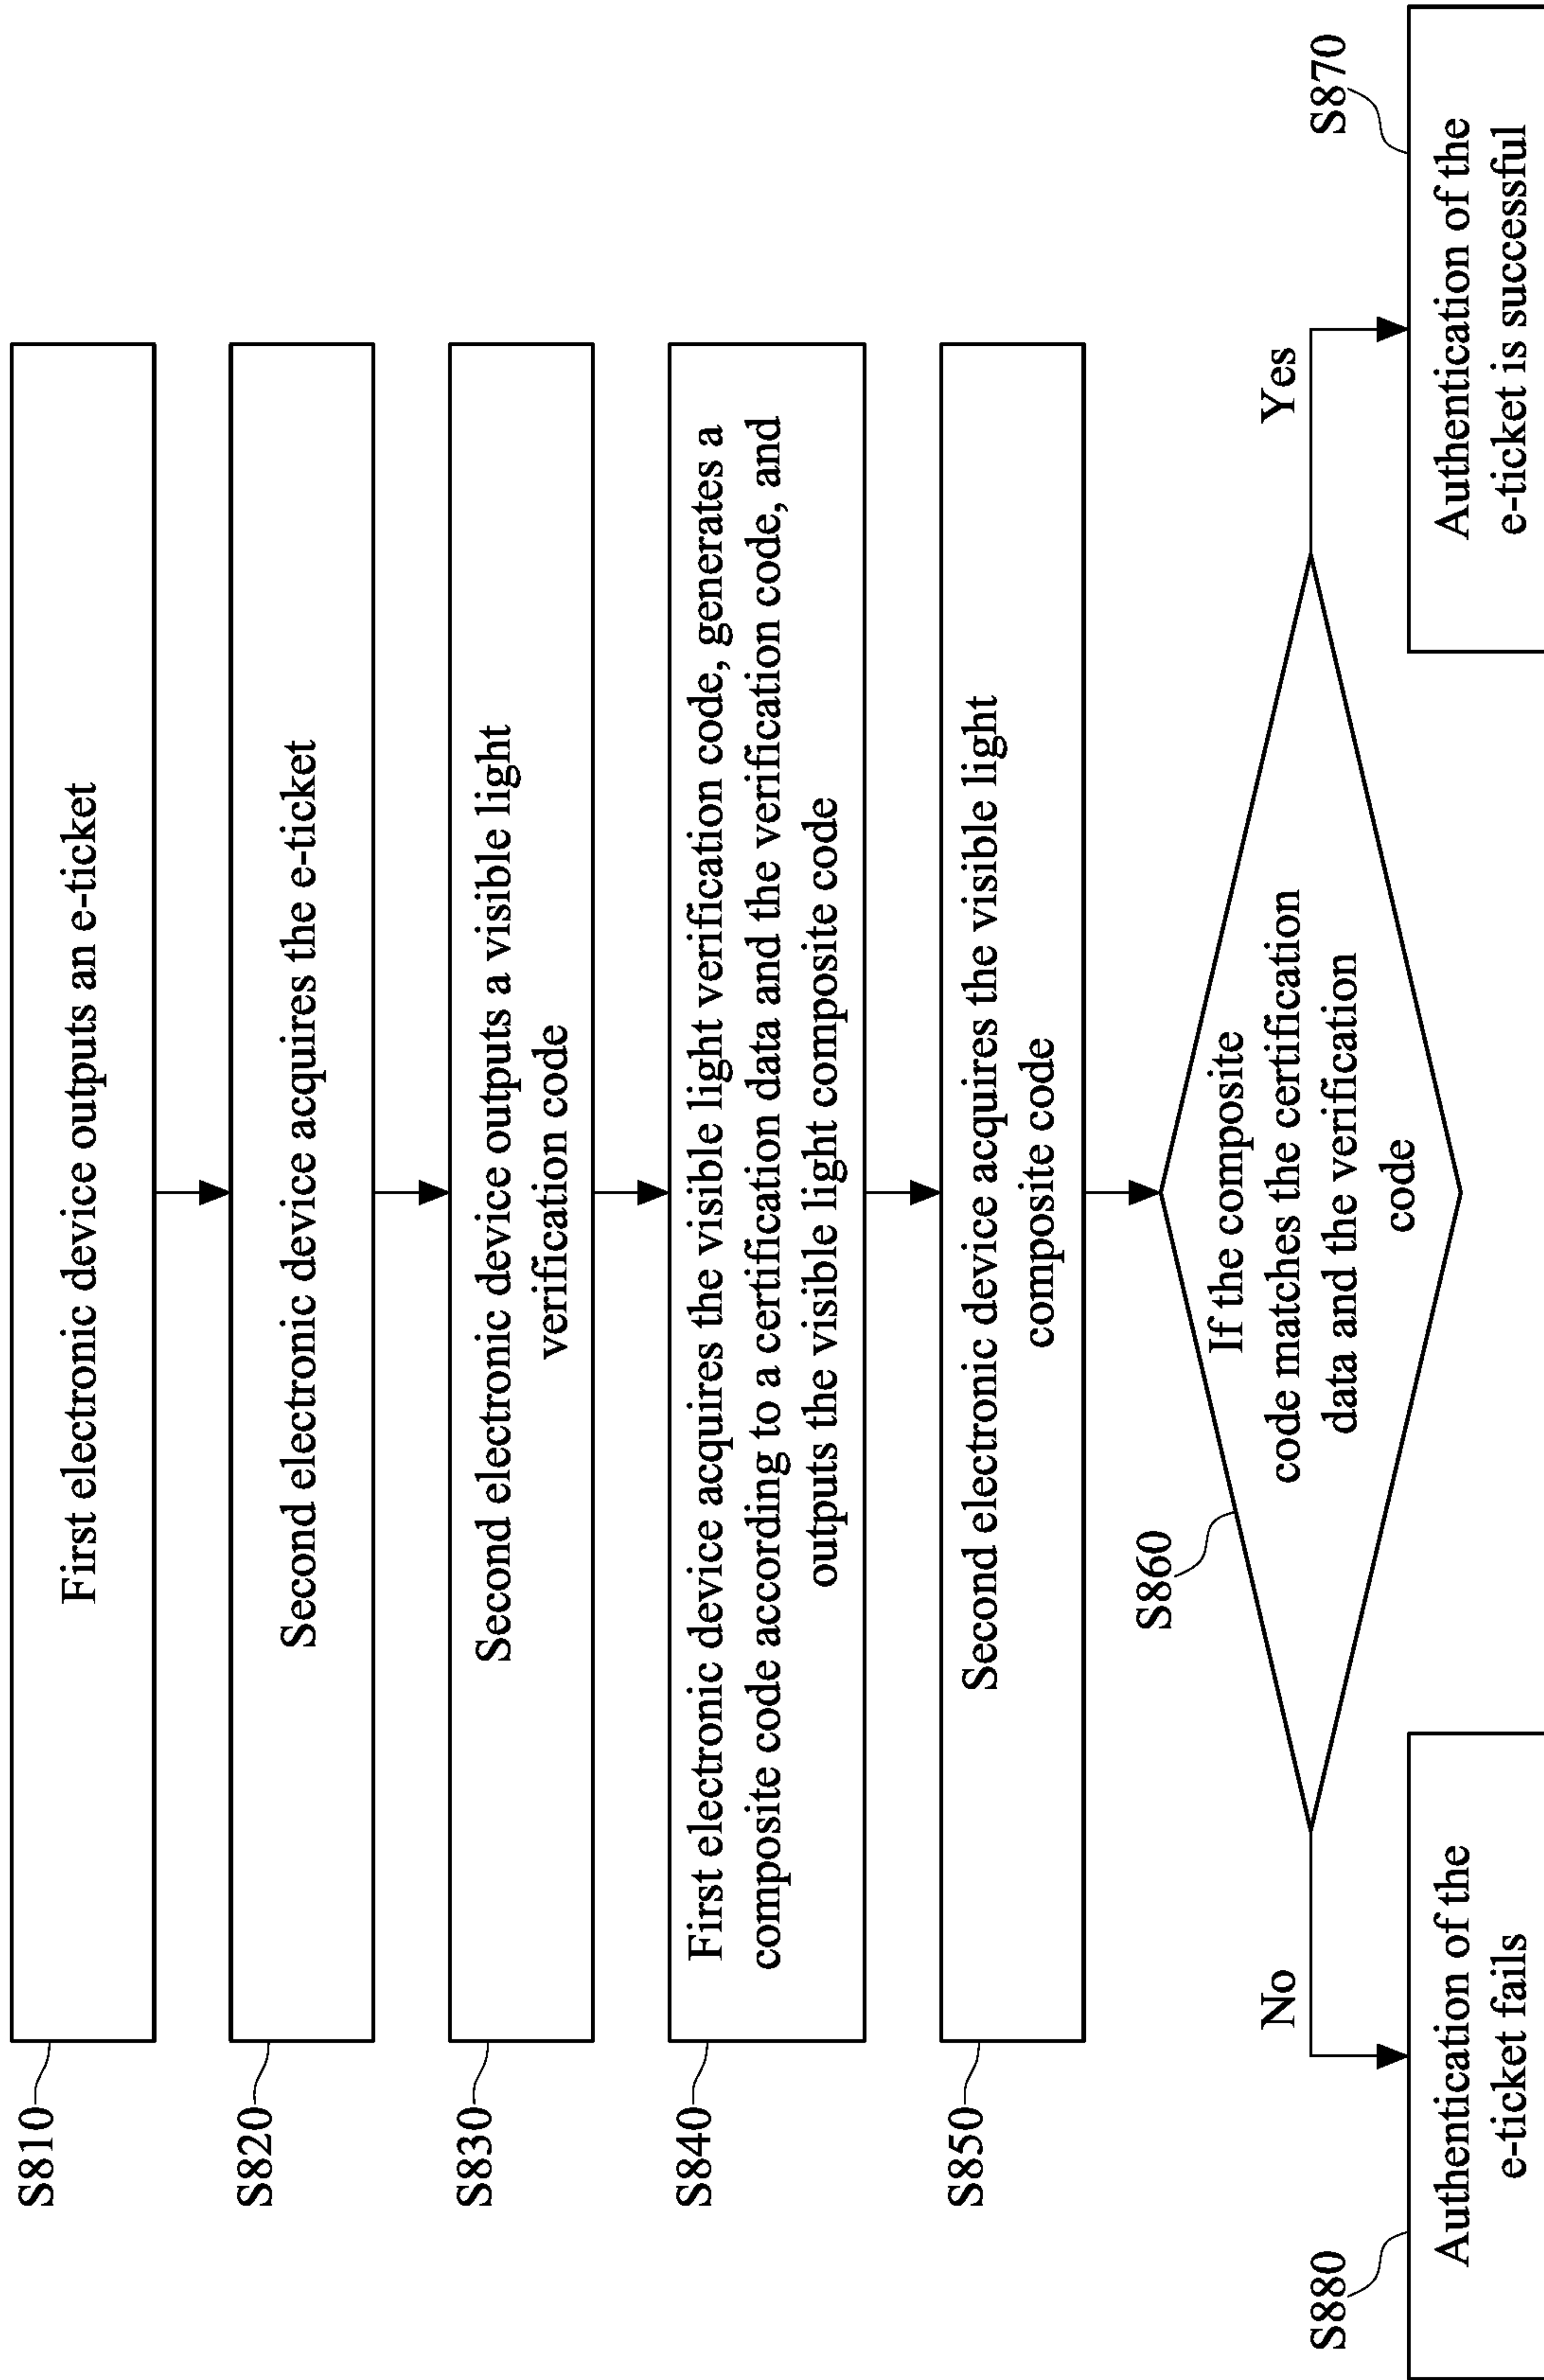 S810
First electronic device outputs an e-ticket
S820
Second electronic device acquires the e-ticket
S830
Second electronic device outputs a visible light
verification code
S840
First electronic device acquires the visible light verification code, generates a
composite code according to a certification data and the verification code, and
outputs the visible light composite code
S850
Second electronic device acquires the visible light
composite code
S860
If the composite
code matches the certification
data and the verification
code
No
Yes
S880
Authentication of the
e-ticket fails
S870
Authentication of the
e-ticket is successful